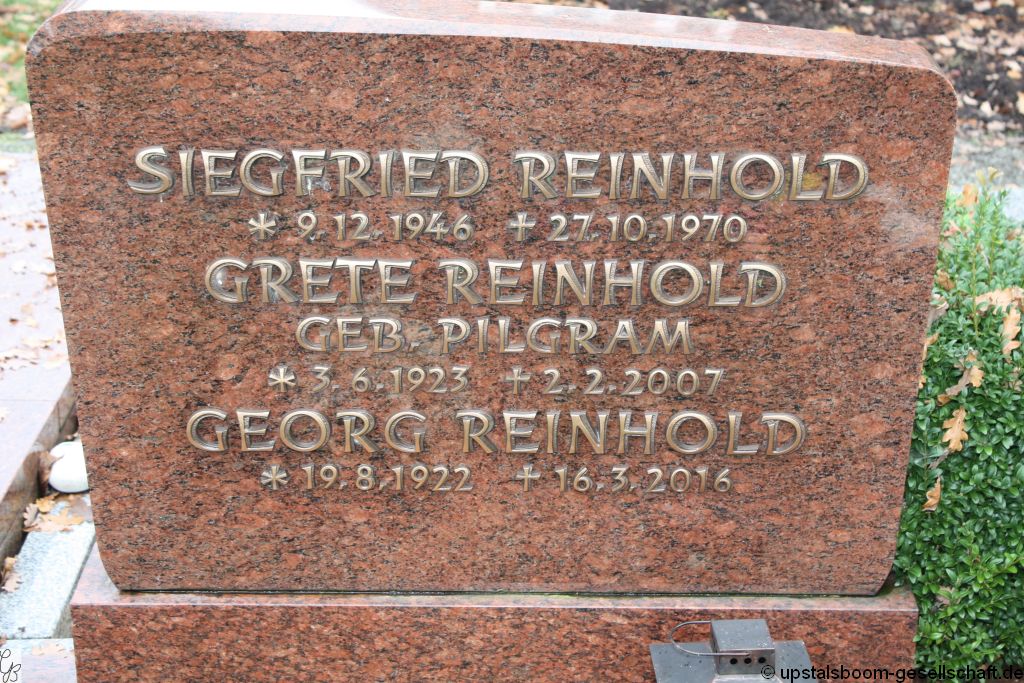 SIEGFRIED REINHOLD
* 9.12.1946 † 27.10.1970
GRETE REINHOLD
GEB. PILGRAM
* 3.6.1923 † 2.2.2007
GEORG REINHOLD
* 19.8.1922 † 16.3.2016
© upstalsboom-gesellschaft.de